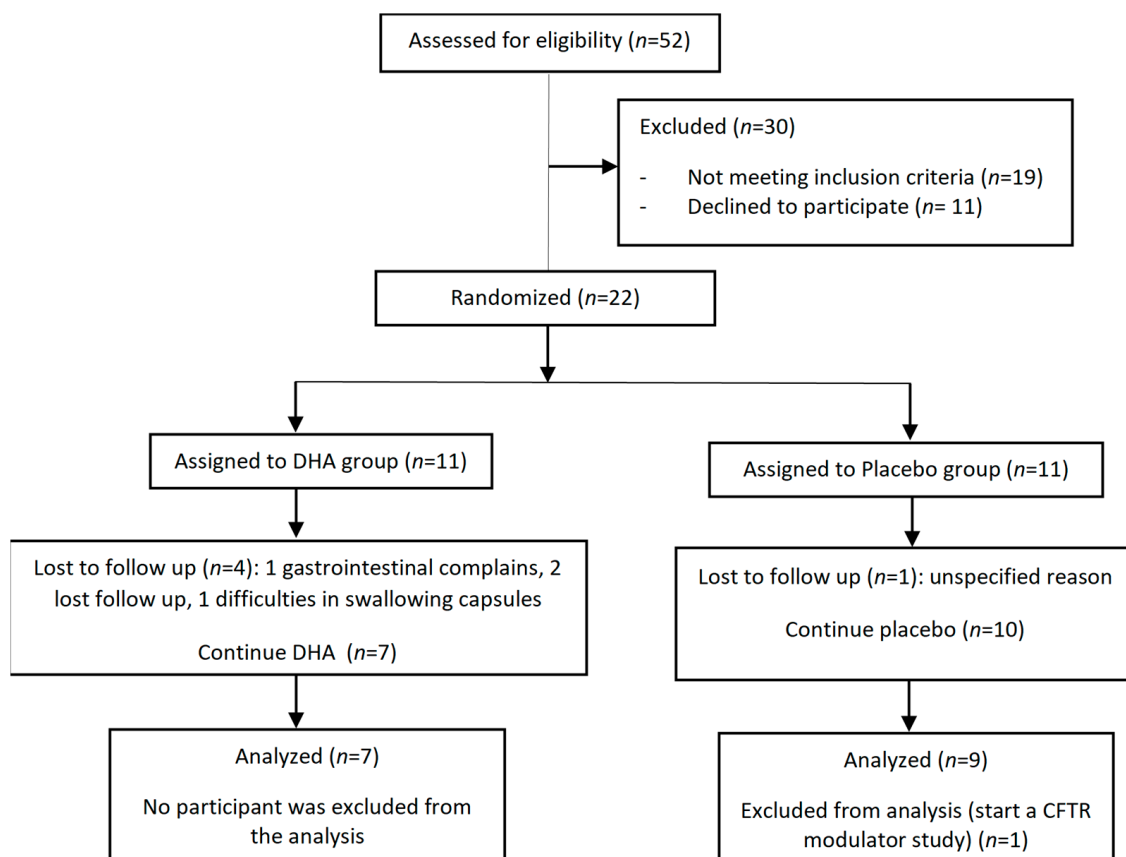 Assessed for eligibility (n=52)
Excluded (n=30)
- Not meeting inclusion criteria (n=19)
- Declined to participate (n= 11)
Randomized (n=22)
Assigned to DHA group (n=11)
Assigned to Placebo group (n=11)
Lost to follow up (n=4): 1 gastrointestinal complains, 2
lost follow up, 1 difficulties in swallowing capsules
Continue DHA (n=7)
Lost to follow up (n=1): unspecified reason
Continue placebo (n=10)
Analyzed (n=7)
No participant was excluded from
the analysis
Analyzed (n=9)
Excluded from analysis (start a CFTR
modulator study) (n=1)